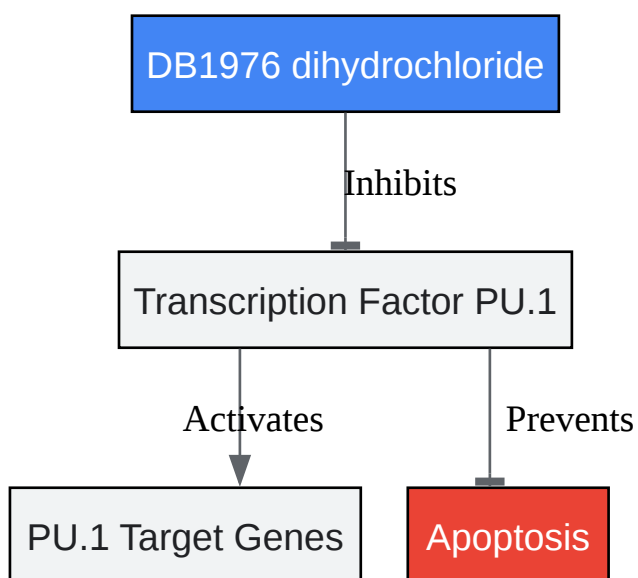 DB1976 dihydrochloride
Inhibits
Transcription Factor PU.1
Activates
Prevents
PU.1 Target Genes
Apoptosis